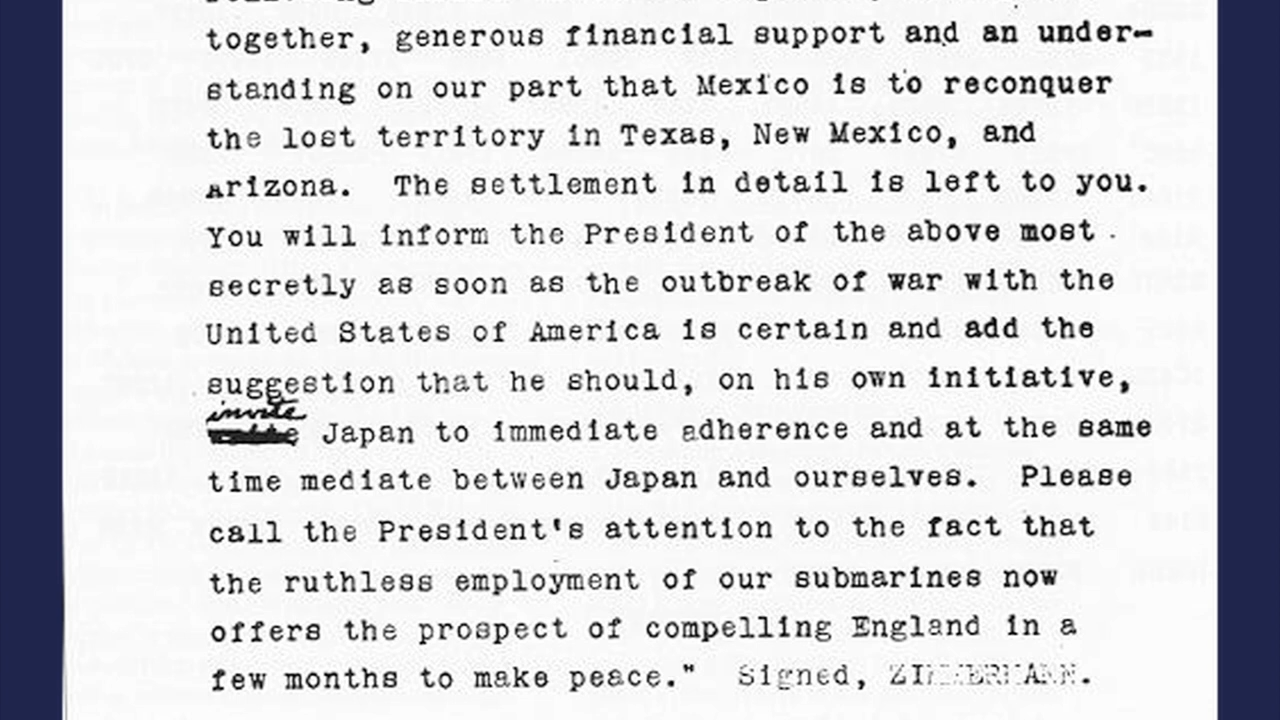 together, generous financial support and an under-
standing on our part that Mexico is to reconquer
the lost territory in Texas, New Mexico, and
Arizona. The settlement in detail is left to you.
You will inform the President of the above most
secretly as soon as the outbreak of war with the
United States of America is certain and add the
suggestion that he should, on his own initiative,
invite
Japan to immediate adherence and at the same
time mediate between Japan and ourselves. Please
call the President's attention to the fact that
the ruthless employment of our submarines now
offers the prospect of compelling England in a
few months to make peace." Signed, ZIMMERMANN.